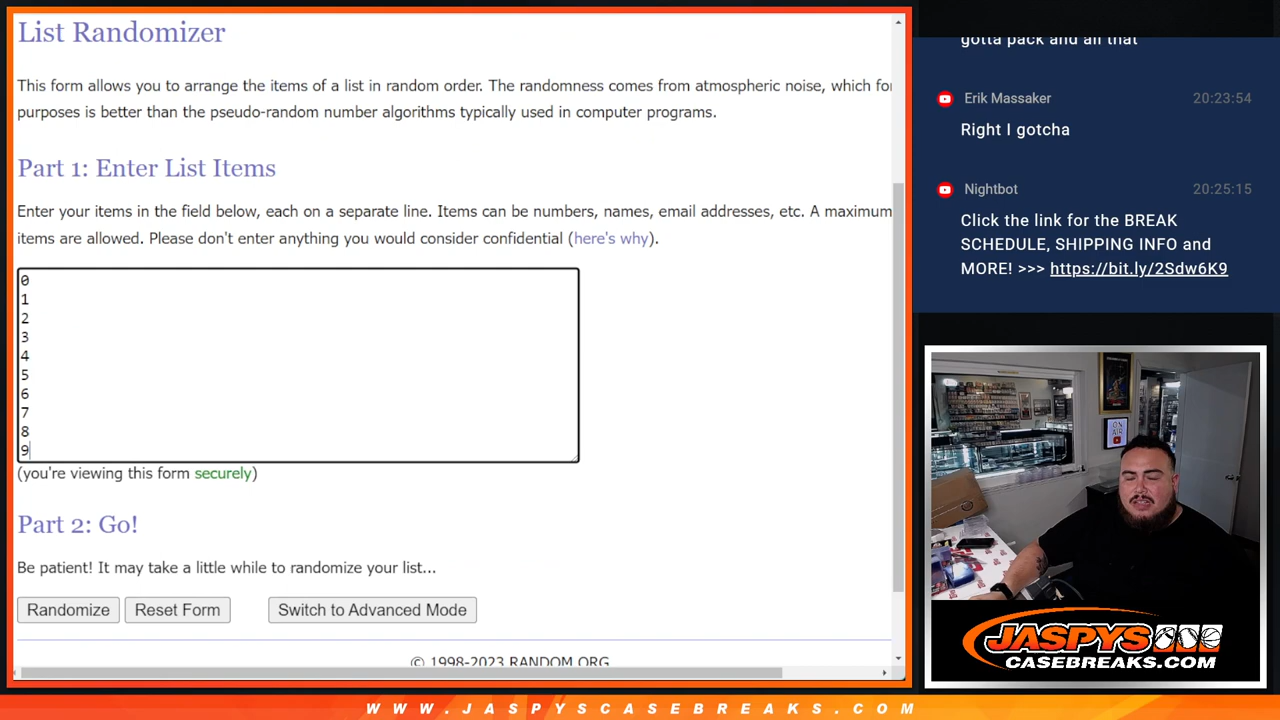 List Randomizer
This form allows you to arrange the items of a list in random order. The randomness comes from atmospheric noise, which for
purposes is better than the pseudo-random number algorithms typically used in computer programs.
Part 1: Enter List Items
Enter your items in the field below, each on a separate line. Items can be numbers, names, email addresses, etc. A maximum
items are allowed. Please don't enter anything you would consider confidential (here's why).
0
1
2
3
4
5
6
7
8
9
(you're viewing this form securely)
Part 2: Go!
Be patient! It may take a little while to randomize your list...
Randomize Reset Form Switch to Advanced Mode
© 1998-2023 RANDOM.ORG
gotta pack and all that
Erik Massaker 20:23:54
Right I gotcha
Nightbot 20:25:15
Click the link for the BREAK
SCHEDULE, SHIPPING INFO and
MORE! >>> https://bit.ly/2Sdw6K9
ON
AIR
JASPYS
CASEBREAKS.COM
WWW.JASPYSCASEBREAKS.COM